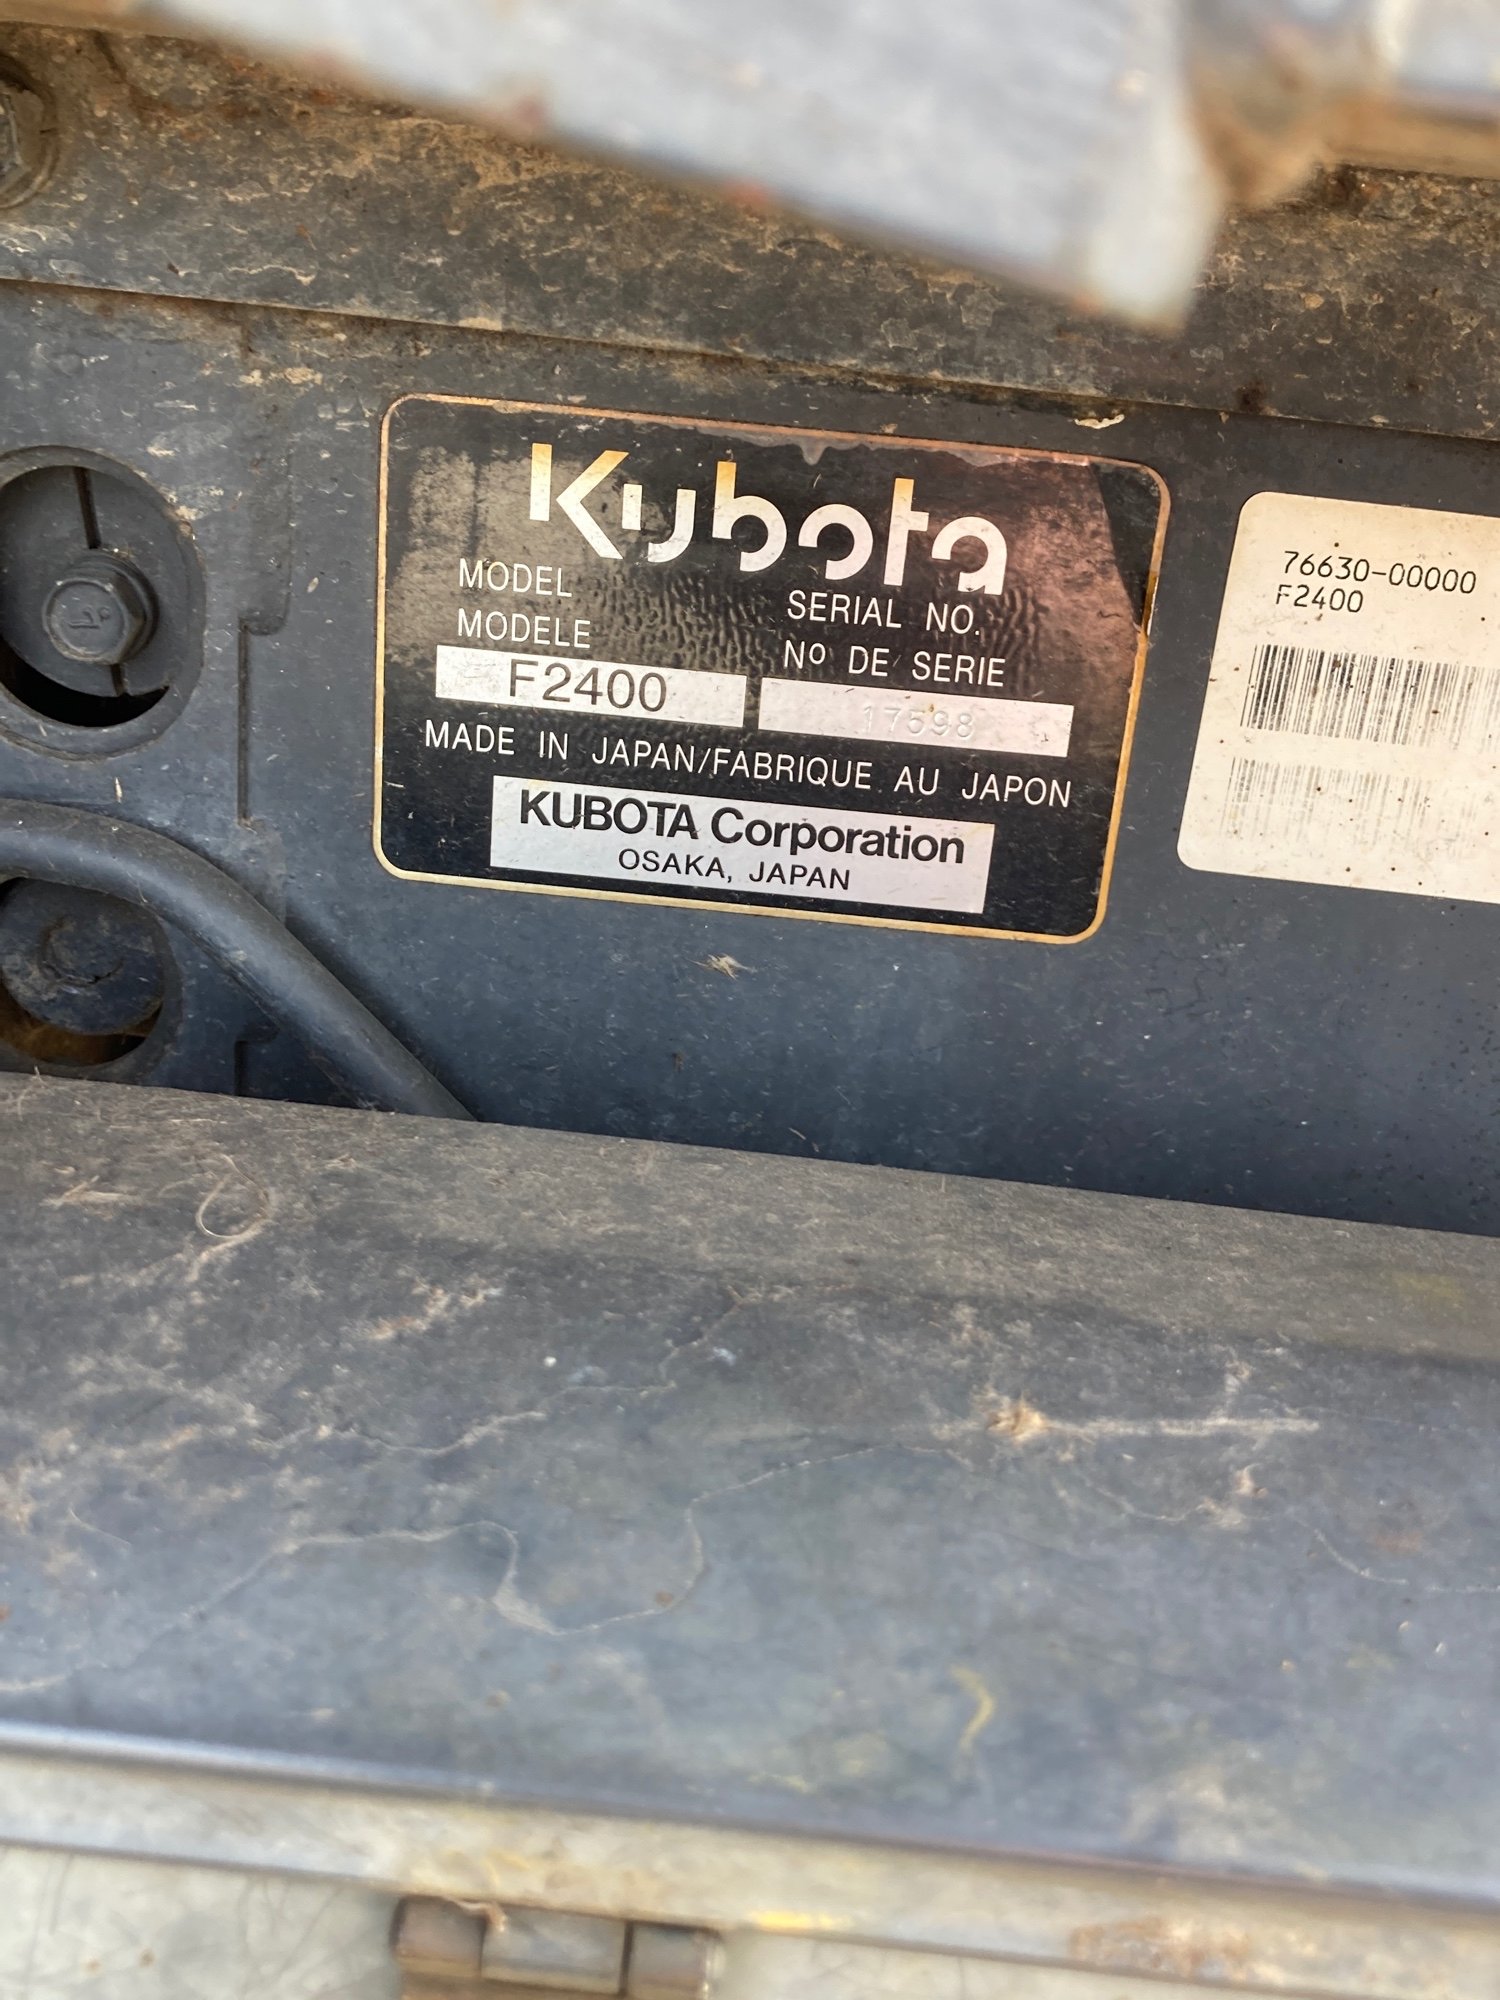 Kubota
MODEL
MODELE
F2400
SERIAL NO.
Nº DE SERIE
17598
MADE IN JAPAN/FABRIQUE AU JAPON
KUBOTA Corporation
OSAKA, JAPAN
76630-00000
F2400
7